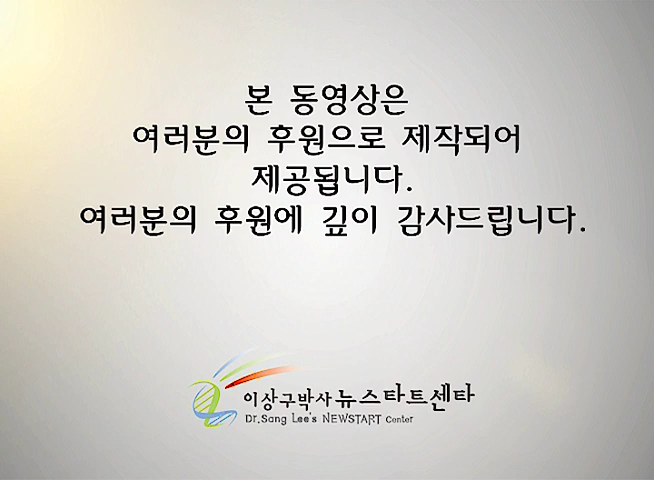 본 동영상은
여러분의 후원으로 제작되어
제공됩니다.
여러분의 후원에 깊이 감사드립니다.
이상구박사 뉴스타트센타
Dr.Sang Lee's NEWSTART Center